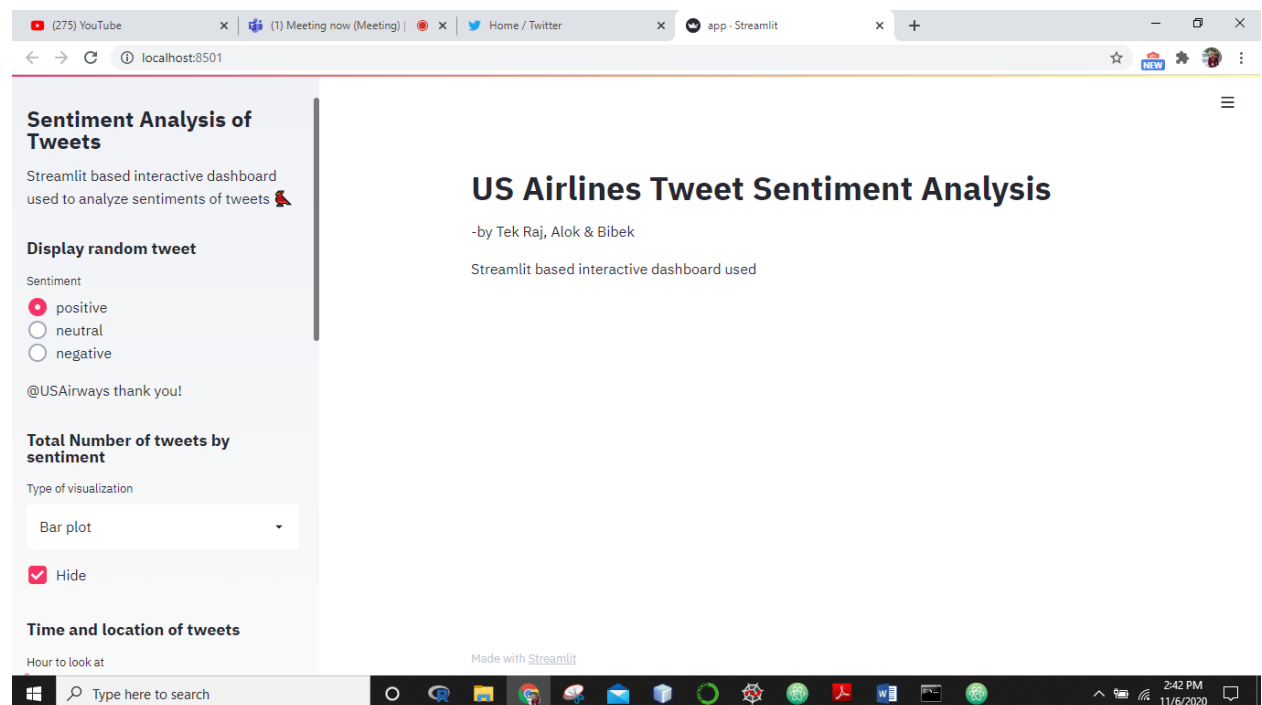 (275) YouTube
(1) Meeting now (Meeting) |
Home / Twitter
app · Streamlit
localhost:8501
NEW
Sentiment Analysis of
Tweets
Streamlit based interactive dashboard
used to analyze sentiments of tweets
Display random tweet
Sentiment
positive
neutral
negative
@USAirways thank you!
Total Number of tweets by
sentiment
Type of visualization
Bar plot
Hide
Time and location of tweets
Hour to look at
US Airlines Tweet Sentiment Analysis
-by Tek Raj, Alok & Bibek
Streamlit based interactive dashboard used
Made with Streamlit
Type here to search
2:42 PM
11/6/2020